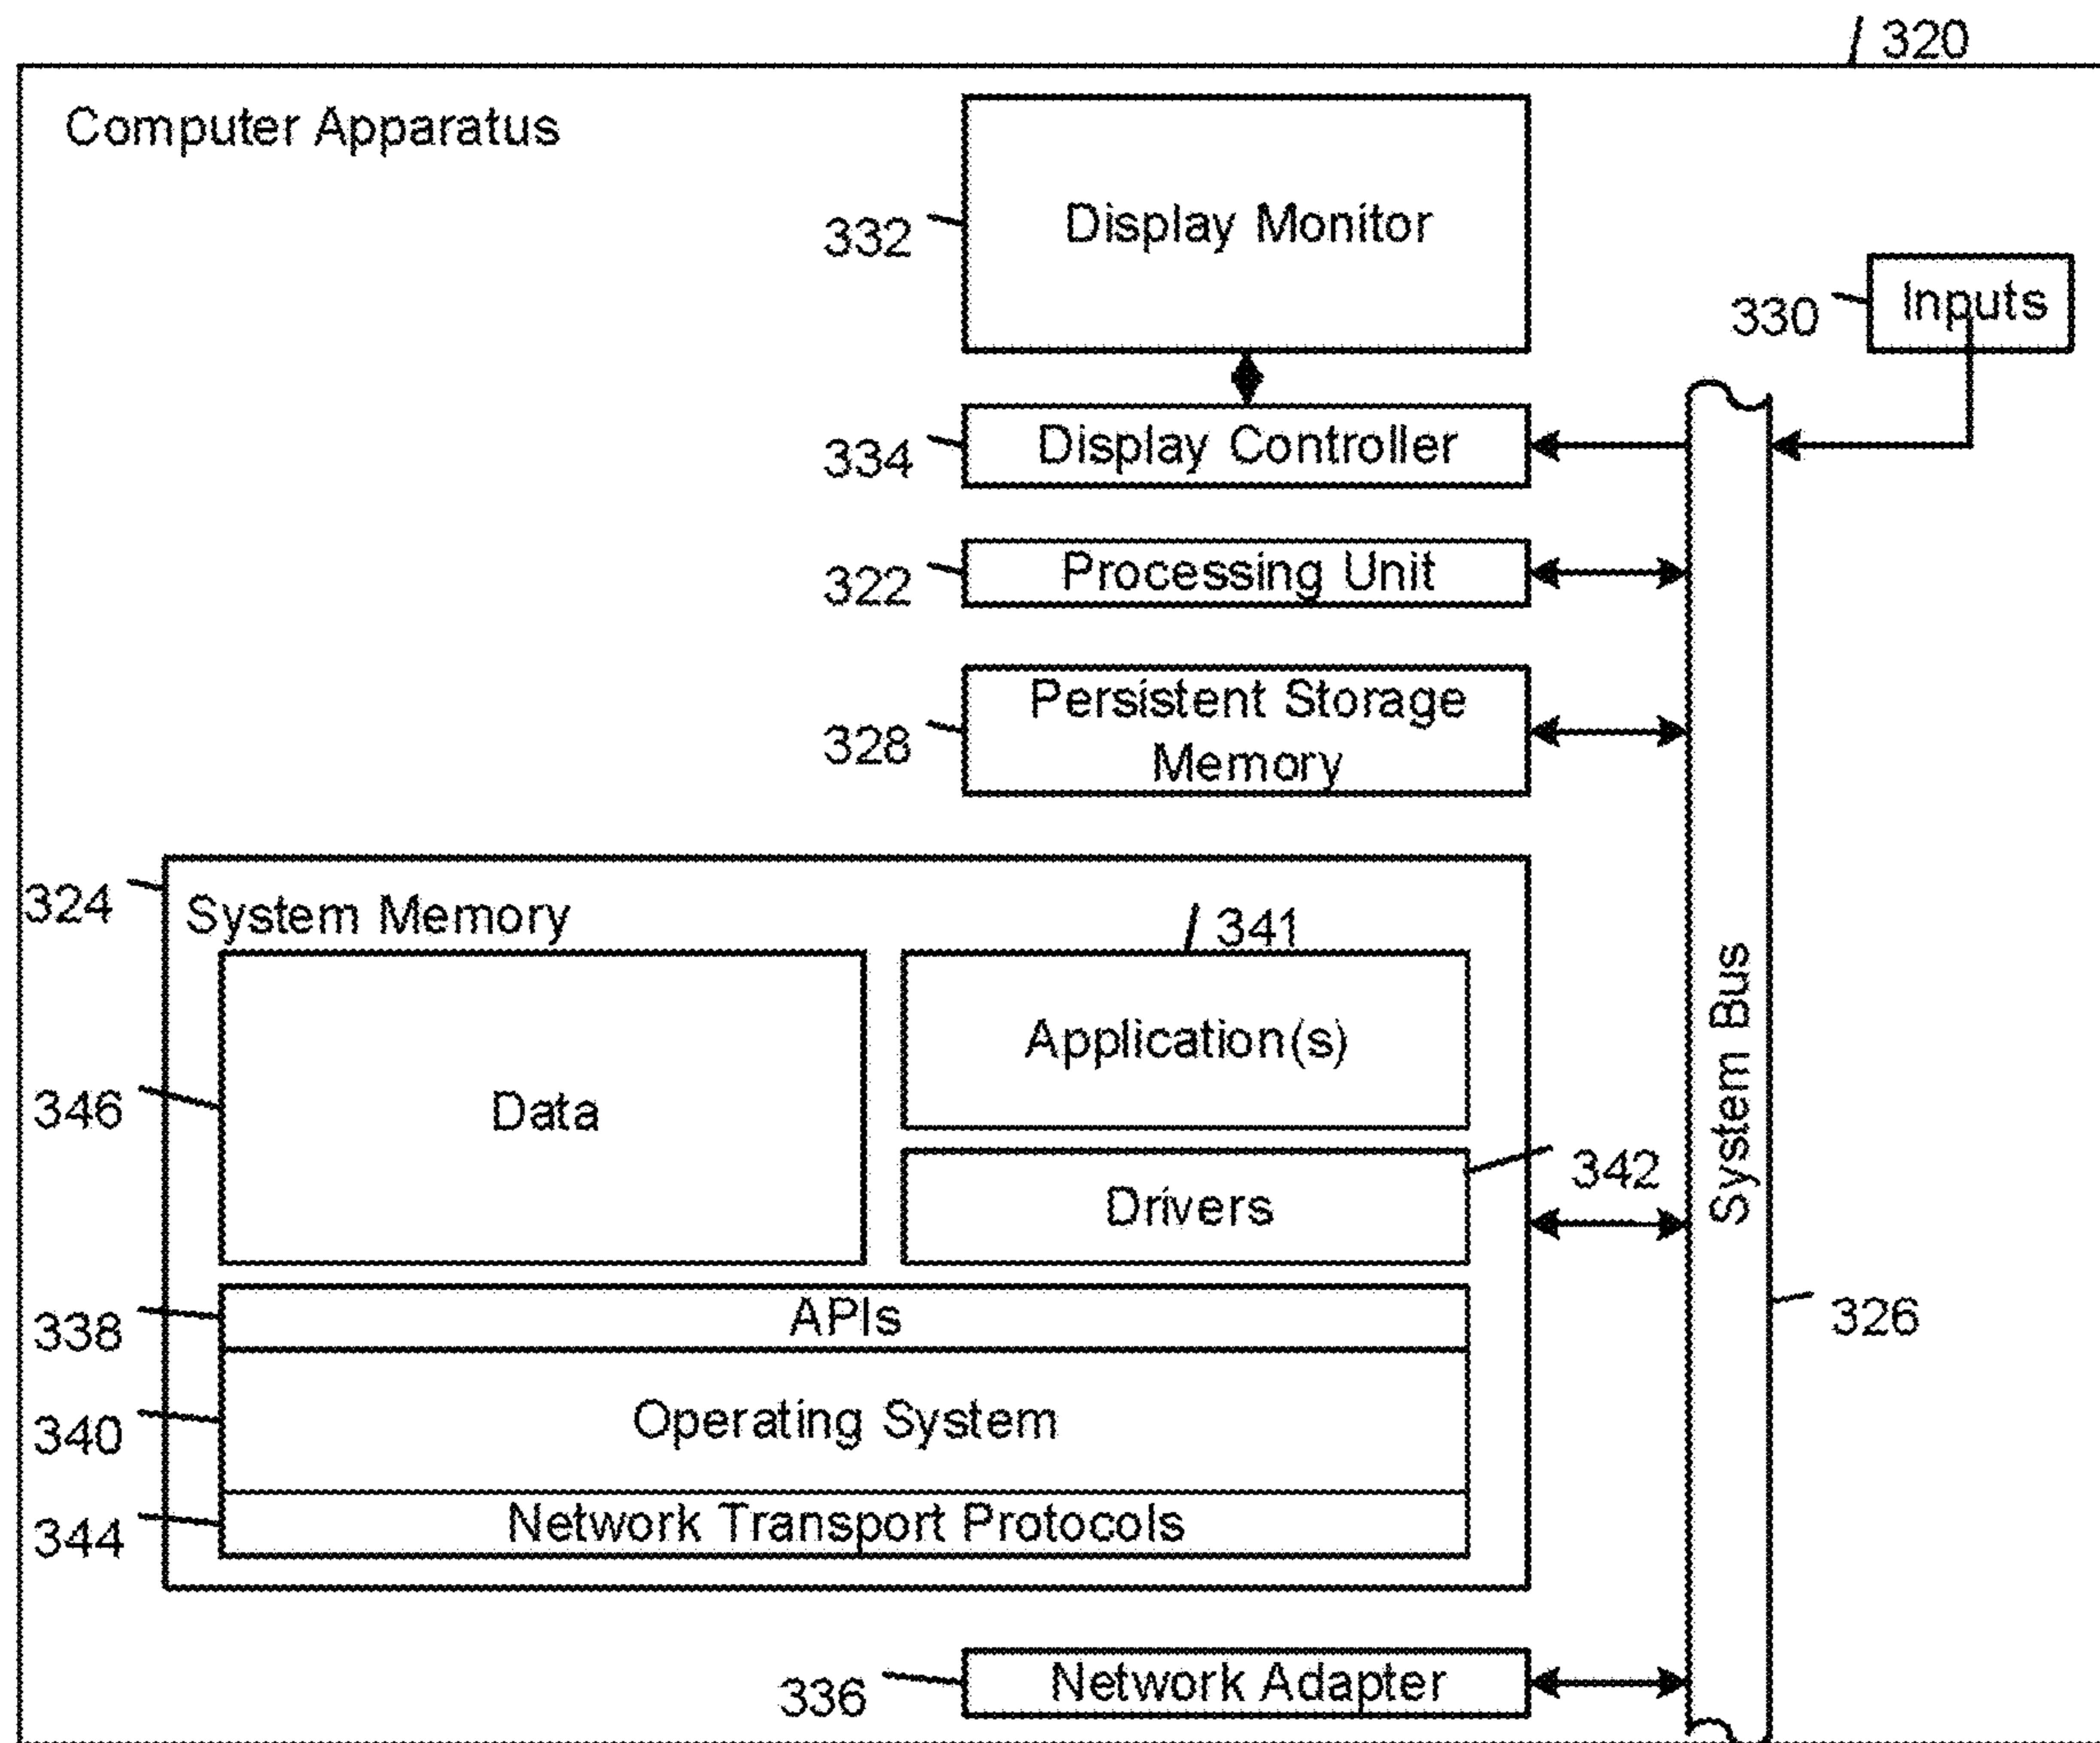 320
Computer Apparatus
Display Monitor
332
Inputs
330
Display Controller
334
Processing Unit
322
Persistent Storage
Memory
328
324
System Memory
341
Application(s)
346
Data
342
Drivers
System Bus
326
APIs
338
Operating System
340
Network Transport Protocols
344
Network Adapter
336